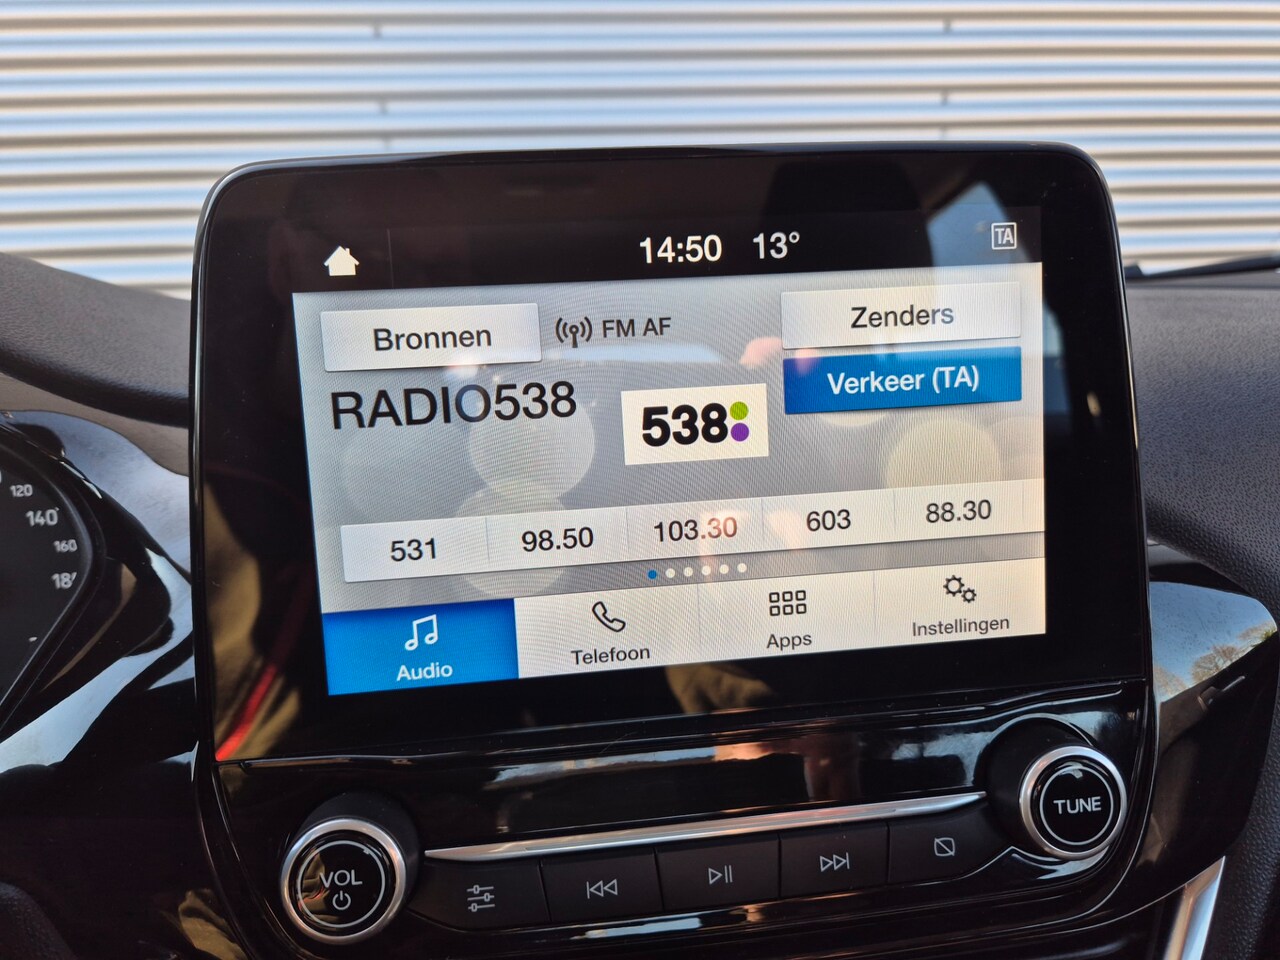 14:50 13° TA
Bronnen FM AF Zenders
Verkeer (TA)
RADIO538 538
531 98.50 103.30 603 88.30
Audio Telefoon Apps Instellingen
120
140
160
VOL TUNE